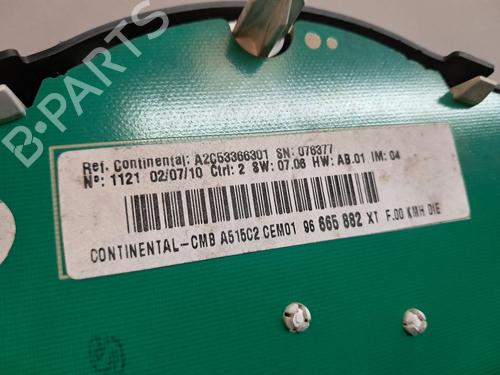 B-PARTS
Ref. Continental: A2C53366301 SN: 076377
Nº: 1121 02/07/10 Ctrl: 2 SW: 07.06 HW: AB.01 IM: 04
CONTINENTAL-CMB A515C2 CEM01 96 665 882 XT F.00 KMH DIE